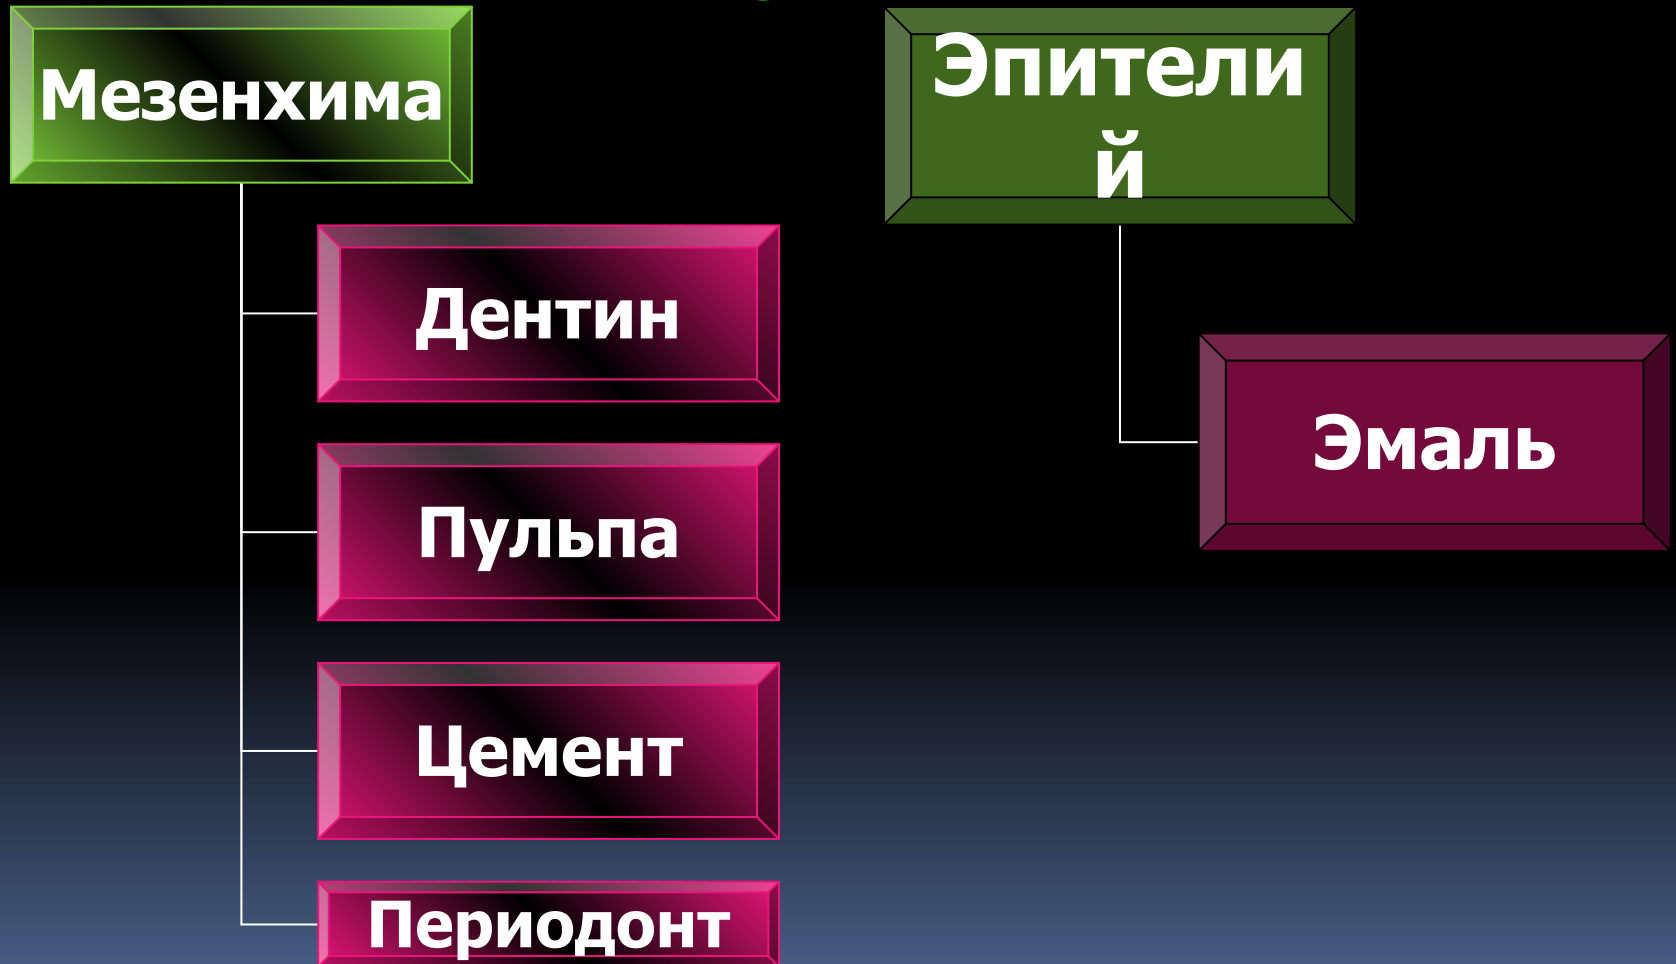 Мезенхима
Дентин
Пульпа
Цемент
Периодонт
Эпители
й
Эмаль